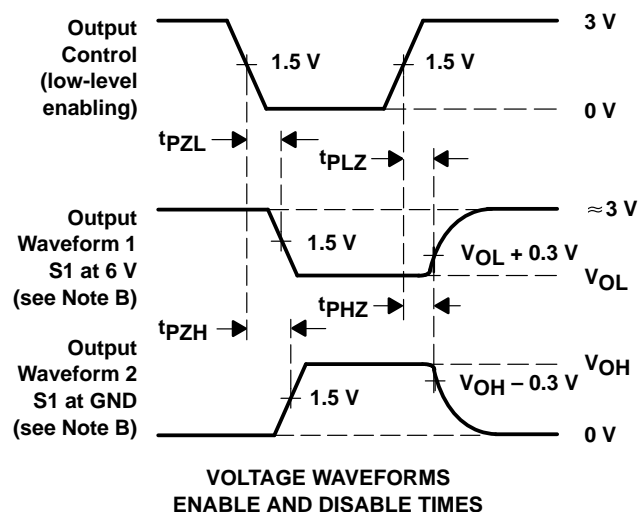 Output
Control
(low-level
enabling)
3 V
1.5 V
1.5 V
0 V
tPZL
tPLZ
Output
Waveform 1
S1 at 6 V
(see Note B)
≈3 V
1.5 V
VOL + 0.3 V
VOL
tPHZ
tPZH
Output
Waveform 2
S1 at GND
(see Note B)
VOH
VOH − 0.3 V
1.5 V
0 V
VOLTAGE WAVEFORMS
ENABLE AND DISABLE TIMES